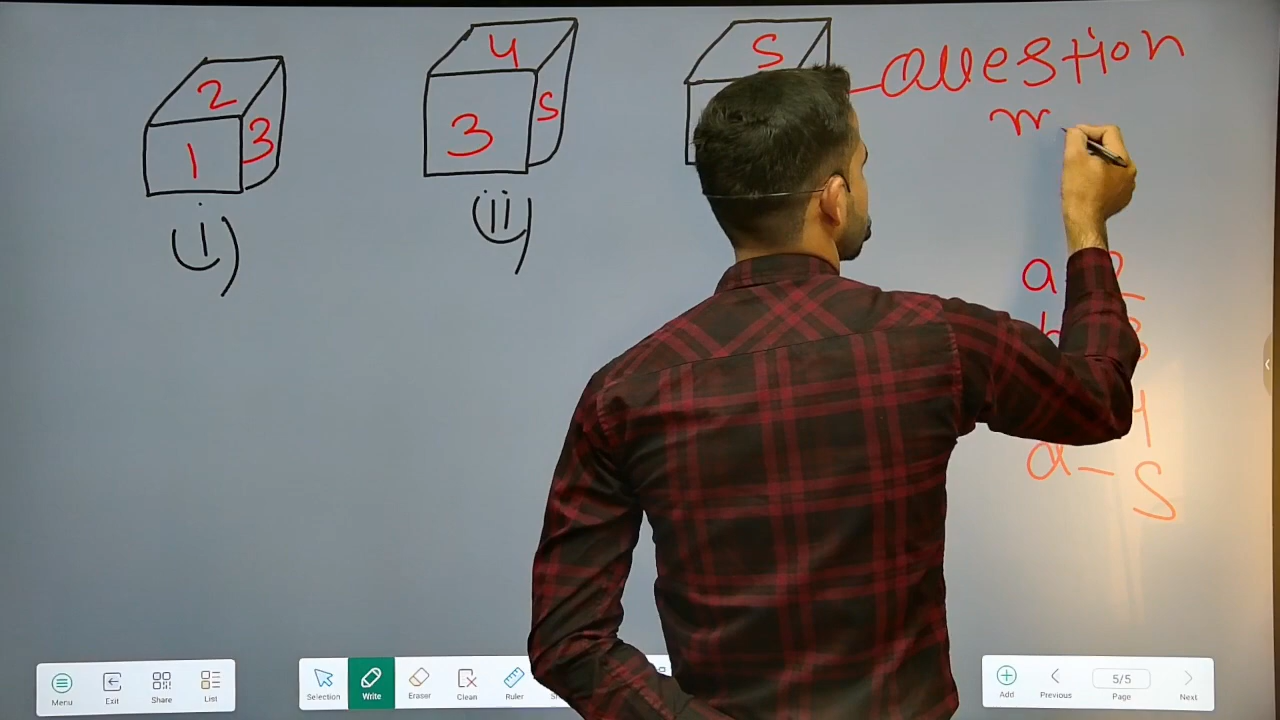 2
1
3
(i)
4
3
5
(ii)
5
Question
a
2
d - 5
Menu
Exit
Share
List
Selection
Write
Eraser
Clean
Ruler
Add
Previous
5/5
Page
Next